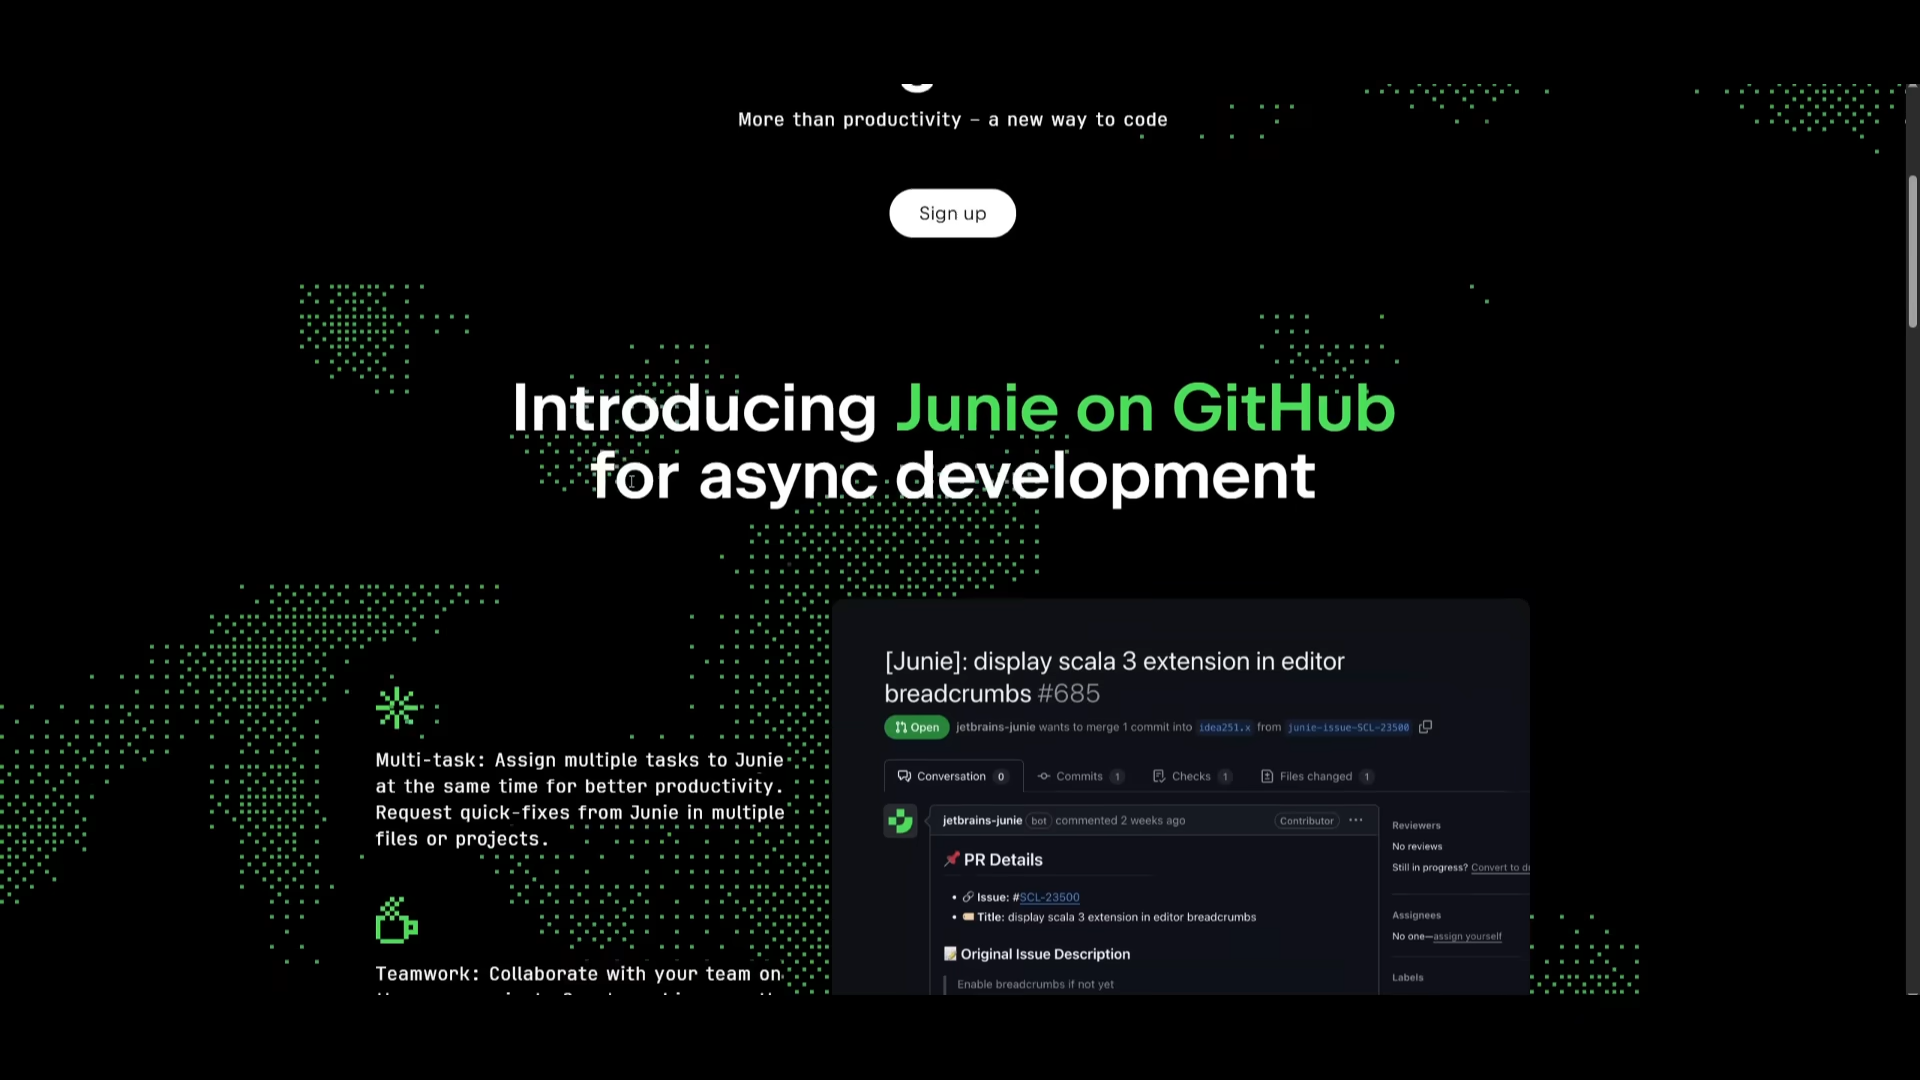 More than productivity – a new way to code
Sign up
Introducing Junie on GitHub
for async development
Multi-task: Assign multiple tasks to Junie
at the same time for better productivity.
Request quick-fixes from Junie in multiple
files or projects.
Teamwork: Collaborate with your team on
[Junie]: display scala 3 extension in editor
breadcrumbs #685
Open jetbrains-junie wants to merge 1 commit into idea251.x from junie-issue-SCL-23500
Conversation 0 Commits 1 Checks 1 Files changed 1
jetbrains-junie bot commented 2 weeks ago Contributor ...
PR Details
• Issue: #SCL-23500
• Title: display scala 3 extension in editor breadcrumbs
Original Issue Description
Enable breadcrumbs if not yet
Reviewers
No reviews
Still in progress? Convert to
Assignees
No one—assign yourself
Labels